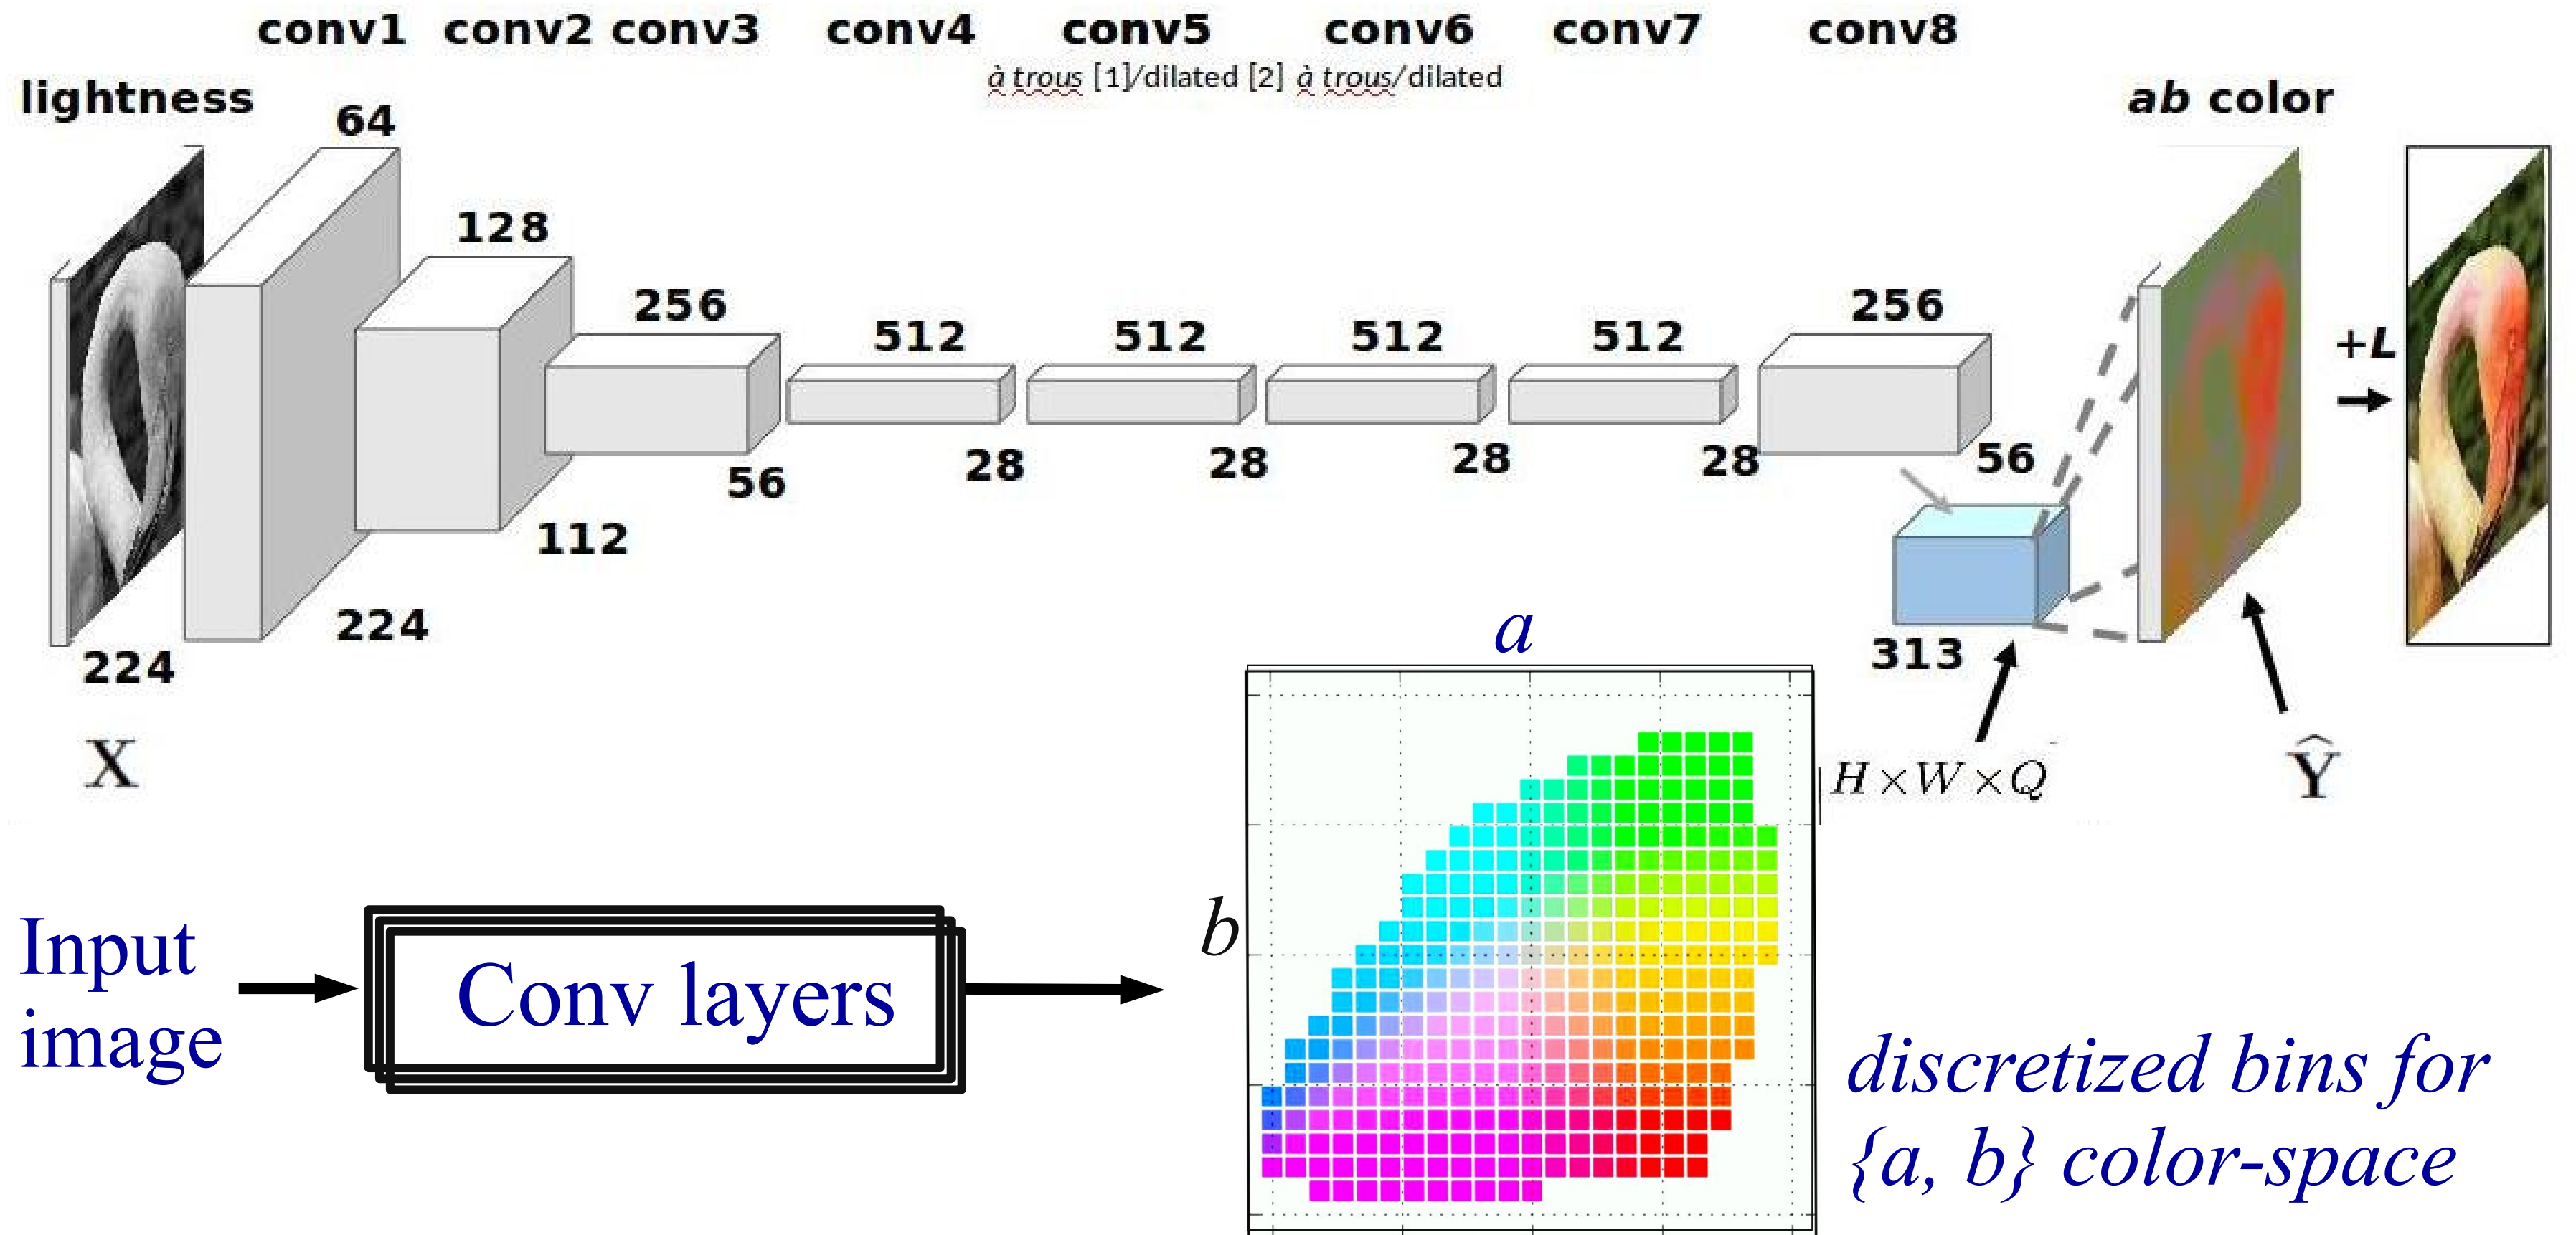 conv1 conv2 conv3 conv4 conv5 conv6 conv7 conv8
à trous [1]/dilated [2] à trous/dilated
lightness
ab color
64
128
256
512
512
512
512
256
+L
28
28
28
28
56
56
112
224
224
313
X
H×W×Q
Ŷ
a
b
Input
image
Conv layers
discretized bins for
{a, b} color-space